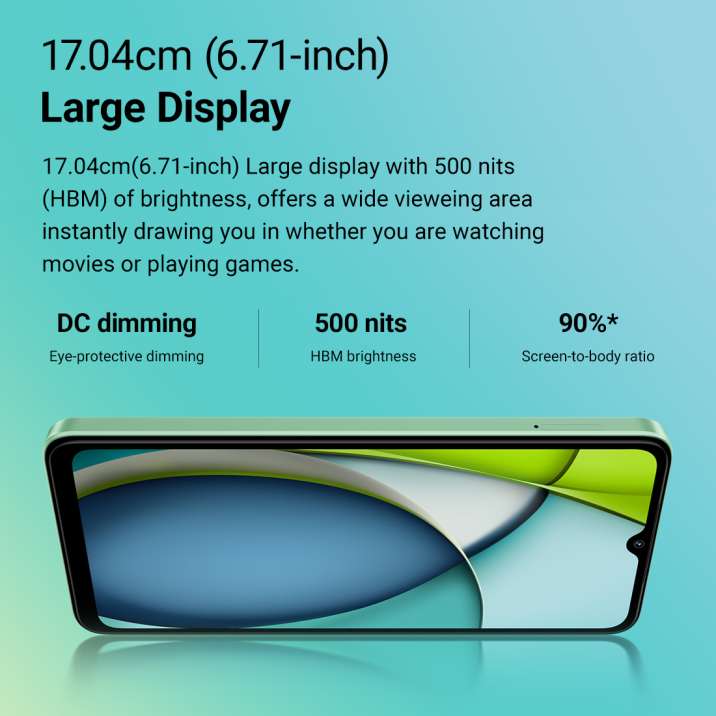 17.04cm (6.71-inch)
Large Display
17.04cm(6.71-inch) Large display with 500 nits
(HBM) of brightness, offers a wide vieweing area
instantly drawing you in whether you are watching
movies or playing games.
DC dimming
Eye-protective dimming
500 nits
HBM brightness
90%*
Screen-to-body ratio